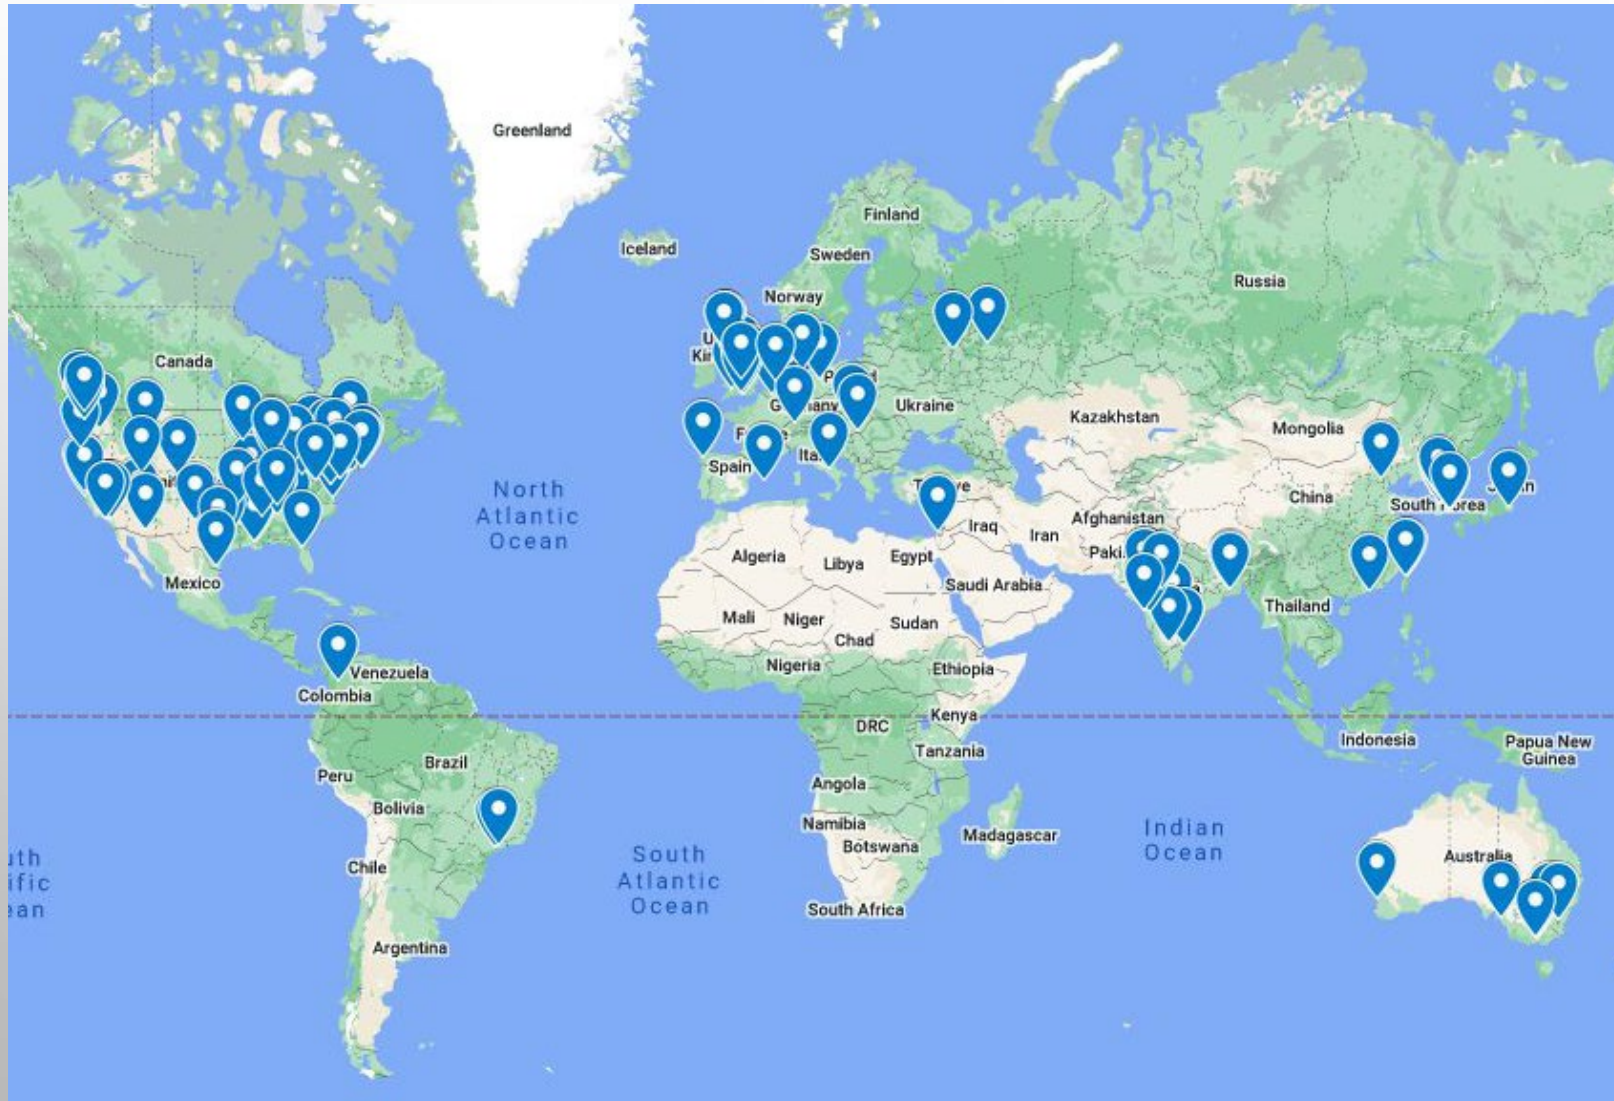 Greenland
Finland
Iceland
Sweden
Russia
Norway
Canada
Ukraine
Kazakhstan
Mongolia
Spain
North
Atlantic
Ocean
China
South
Iraq
Iran
Afghanistan
Algeria
Libya
Egypt
Mexico
Saudi Arabia
Thailand
Mali
Niger
Chad
Sudan
Nigeria
Ethiopia
Venezuela
Colombia
DRC
Kenya
Tanzania
Indonesia
Papua New
Guinea
Brazil
Peru
Angola
Bolivia
Namibia
Botswana
Madagascar
Indian
Ocean
South
Atlantic
Ocean
Chile
Australia
South Africa
Argentina